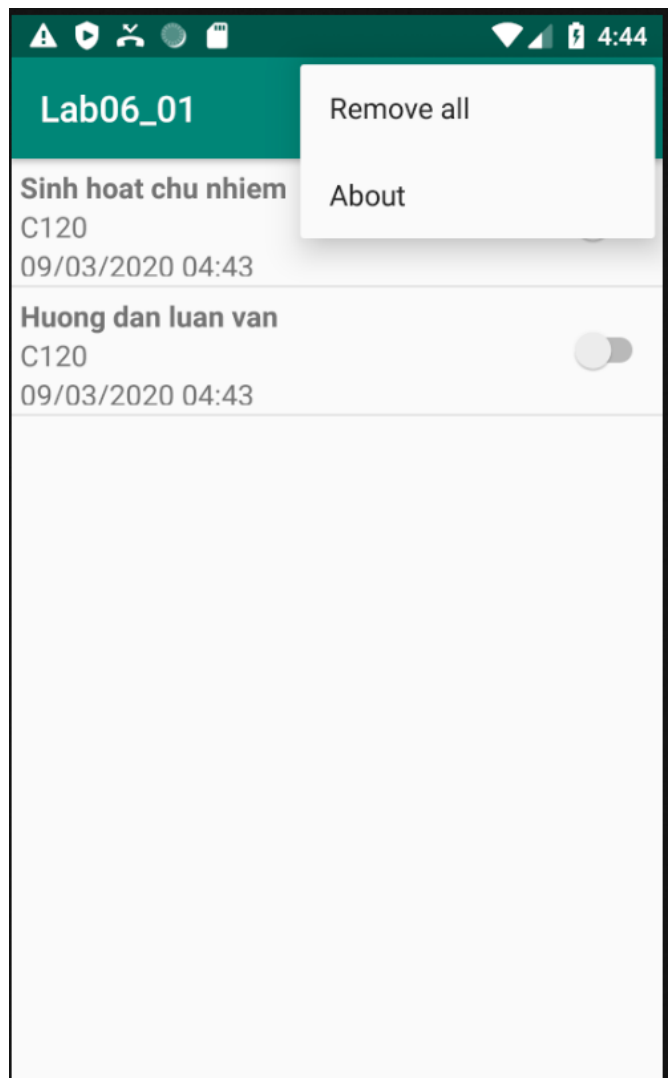 4:44
Lab06_01
Remove all
About
Sinh hoat chu nhiem
C120
09/03/2020 04:43
Huong dan luan van
C120
09/03/2020 04:43